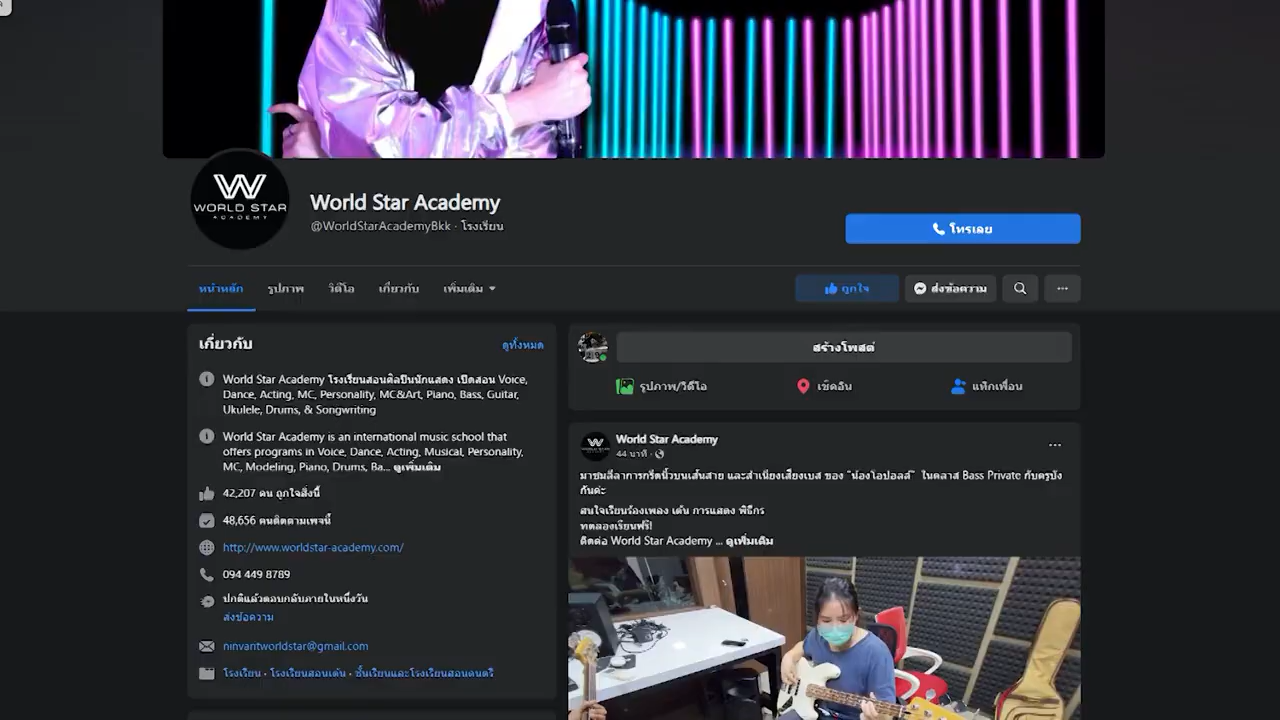 WORLD STAR
ACADEMY
World Star Academy
@WorldStarAcademyBkk · โรงเรียน
โทรเลย
หน้าหลัก
รูปภาพ
วิดีโอ
เกี่ยวกับ
เพิ่มเติม
ถูกใจ
ส่งข้อความ
เกี่ยวกับ
ดูทั้งหมด
World Star Academy โรงเรียนสอนศิลปินนักแสดง เปิดสอน Voice,
Dance, Acting, MC, Personality, MC&Art, Piano, Bass, Guitar,
Ukulele, Drums, & Songwriting
World Star Academy is an international music school that
offers programs in Voice, Dance, Acting, Musical, Personality,
MC, Modeling, Piano, Drums, Ba... ดูเพิ่มเติม
42,207 คน ถูกใจสิ่งนี้
48,656 คนติดตามเพจนี้
http://www.worldstar-academy.com/
094 449 8789
ปกติแล้วตอบกลับภายในหนึ่งวัน
ส่งข้อความ
ninvantworldstar@gmail.com
โรงเรียน · โรงเรียนสอนเต้น · ชั้นเรียนและโรงเรียนสอนดนตรี
สร้างโพสต์
รูปภาพ/วิดีโอ
เช็คอิน
แท็กเพื่อน
World Star Academy
44 นาที ·
มาชมลีลาการกรีดนิ้วบนเส้นสาย และสำเนียงเสียงเบส ของ "น้องโอปอลล์" ในคลาส Bass Private กับครูบัง
กันค่ะ
สนใจเรียนร้องเพลง เต้น การแสดง พิธีกร
ทดลองเรียนฟรี!
ติดต่อ World Star Academy ... ดูเพิ่มเติม